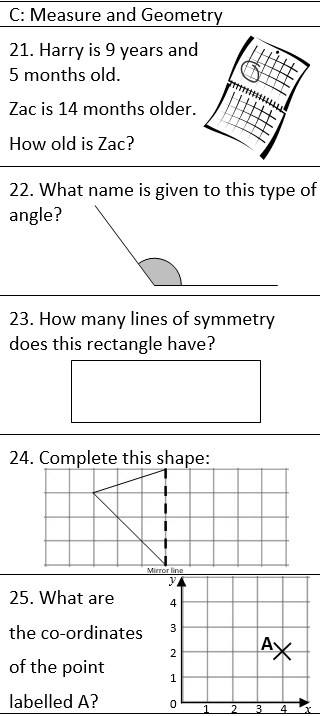 C: Measure and Geometry
21. Harry is 9 years and
5 months old.
Zac is 14 months older.
How old is Zac?
22. What name is given to this type of
angle?
23. How many lines of symmetry
does this rectangle have?
24. Complete this shape:
Mirror line
25. What are
the co-ordinates
of the point
labelled A?
y
4
3
2
1
0
A
1 2 3 4 x